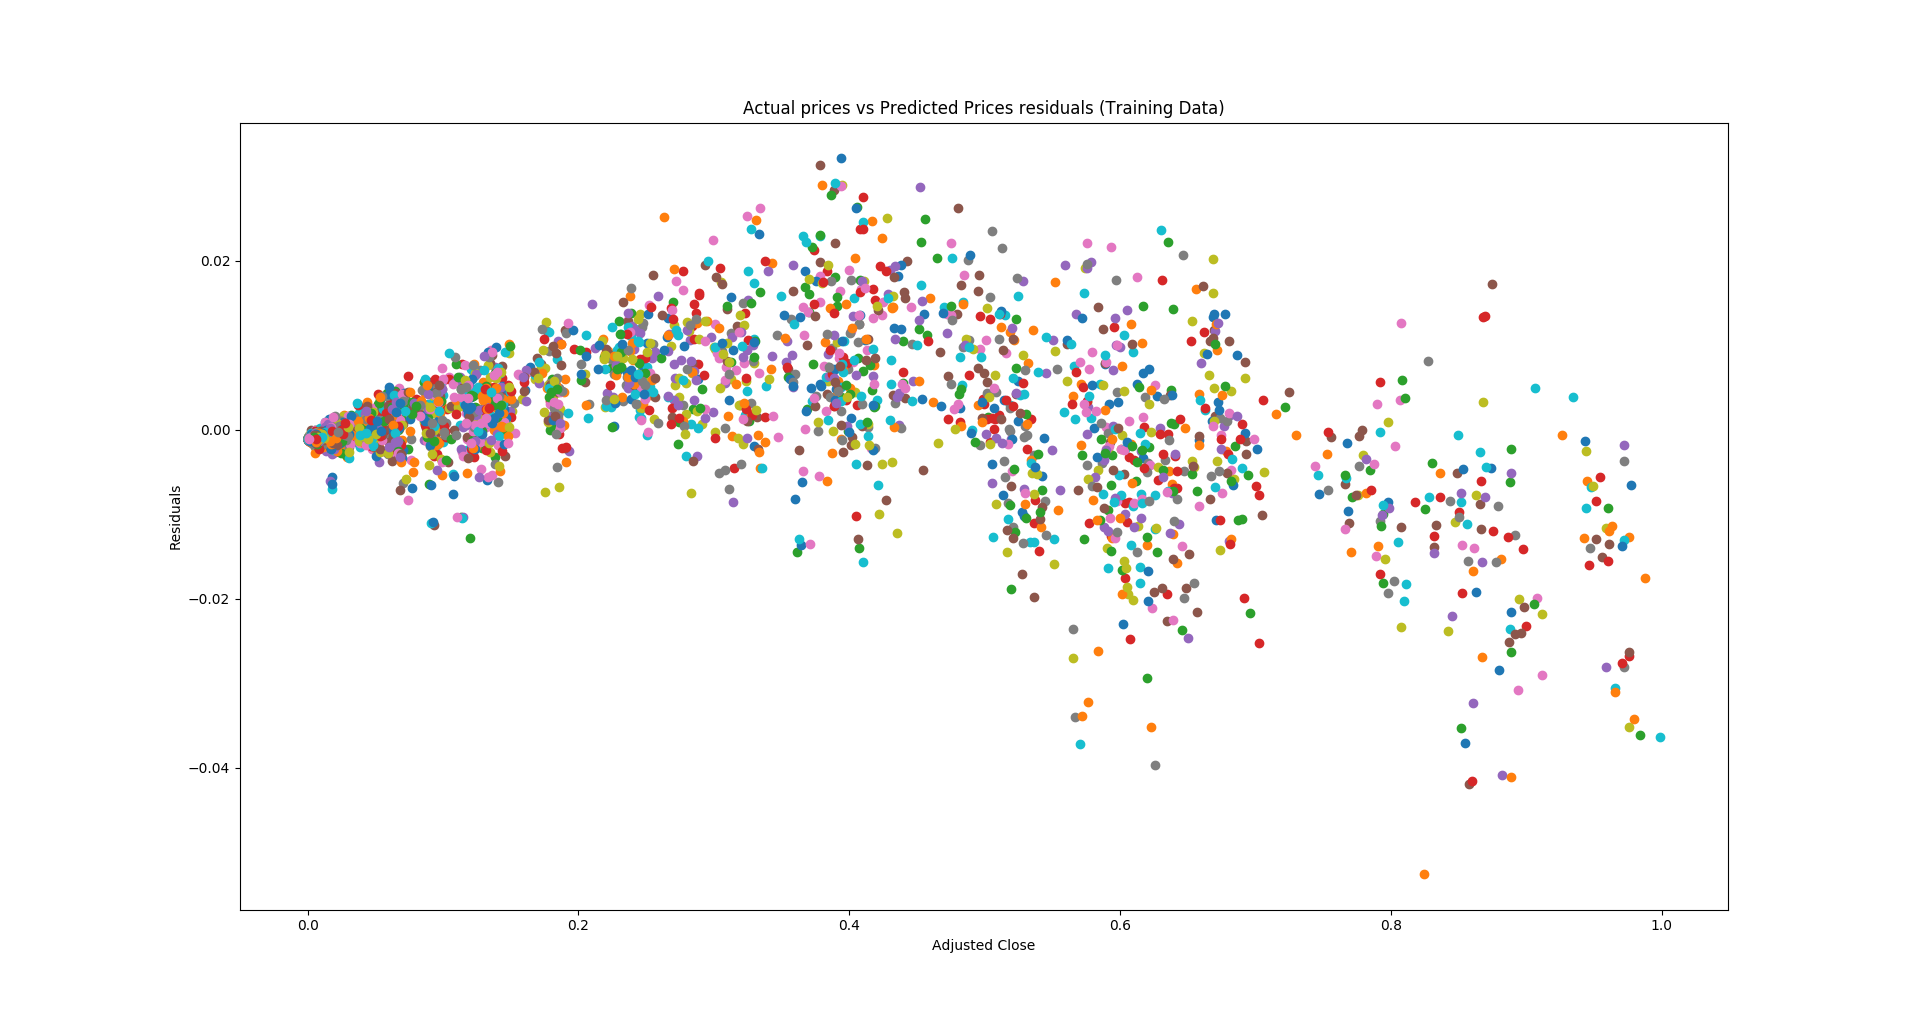 Actual prices vs Predicted Prices residuals (Training Data)
Residuals
0.02
0.00
−0.02
−0.04
0.0 0.2 0.4 0.6 0.8 1.0
Adjusted Close